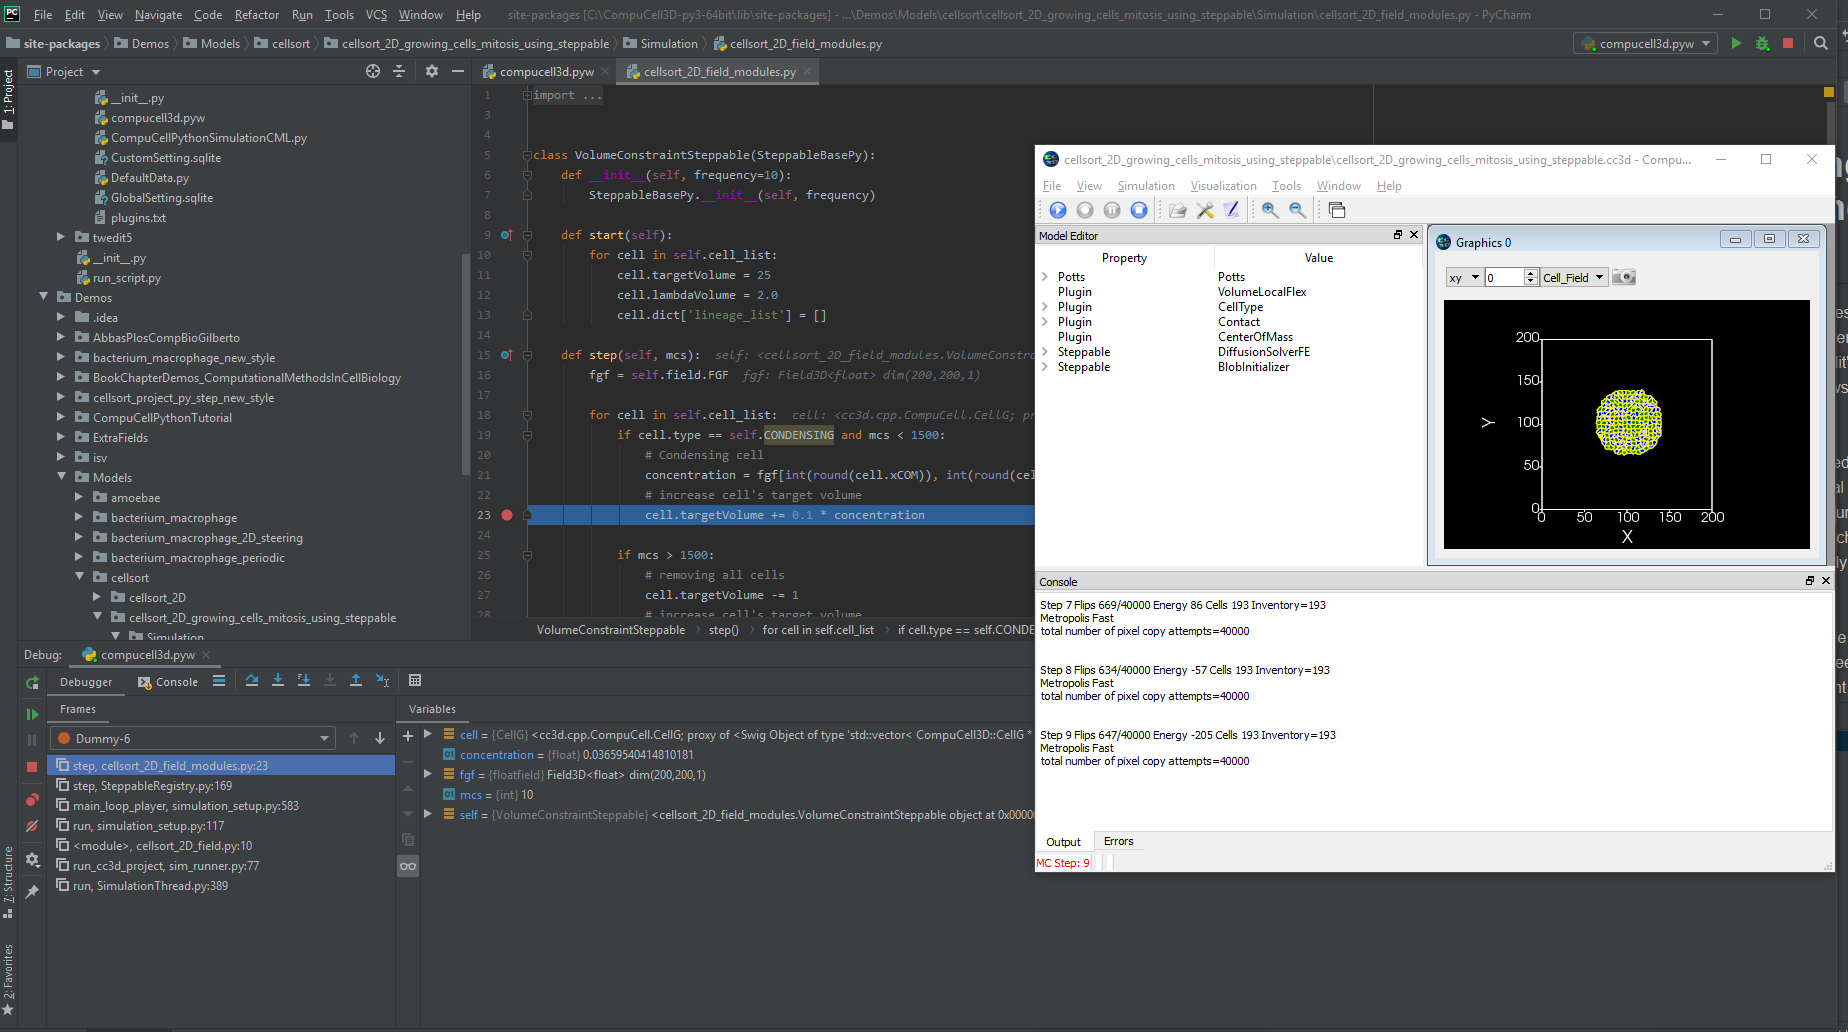 File Edit View Navigate Code Refactor Run Tools VCS Window Help site-packages [C:\CompuCell3D-py3-64bit\lib\site-packages] - ...\Demos\Models\cellsort\cellsort_2D_growing_cells_mitosis_using_steppable\Simulation\cellsort_2D_field_modules.py - PyCharm
site-packages Demos Models cellsort cellsort_2D_growing_cells_mitosis_using_steppable Simulation cellsort_2D_field_modules.py compucell3d.pyw
1: Project
7: Structure
2: Favorites
Project
__init__.py
compucell3d.pyw
CompuCellPythonSimulationCML.py
CustomSetting.sqlite
DefaultData.py
GlobalSetting.sqlite
plugins.txt
twedit5
__init__.py
run_script.py
Demos
.idea
AbbasPlosCompBioGilberto
bacterium_macrophage_new_style
BookChapterDemos_ComputationalMethodsInCellBiology
cellsort_project_py_step_new_style
CompuCellPythonTutorial
ExtraFields
isv
Models
amoebae
bacterium_macrophage
bacterium_macrophage_2D_steering
bacterium_macrophage_periodic
cellsort
cellsort_2D
cellsort_2D_growing_cells_mitosis_using_steppable
Simulation
compucell3d.pyw cellsort_2D_field_modules.py
1 import ...
3
4
5 class VolumeConstraintSteppable(SteppableBasePy):
6 def __init__(self, frequency=10):
7 SteppableBasePy.__init__(self, frequency)
8
9 def start(self):
10 for cell in self.cell_list:
11 cell.targetVolume = 25
12 cell.lambdaVolume = 2.0
13 cell.dict['lineage_list'] = []
14
15 def step(self, mcs): self: <cellsort_2D_field_modules.VolumeConstra
16 fgf = self.field.FGF fgf: Field3D<float> dim(200,200,1)
17
18 for cell in self.cell_list: cell: <cc3d.cpp.CompuCell.CellG; pr
19 if cell.type == self.CONDENSING and mcs < 1500:
20 # Condensing cell
21 concentration = fgf[int(round(cell.xCOM)), int(round(cel
22 # increase cell's target volume
23 cell.targetVolume += 0.1 * concentration
24
25 if mcs > 1500:
26 # removing all cells
27 cell.targetVolume -= 1
28 # increase cell's target volume
VolumeConstraintSteppable step() for cell in self.cell_list if cell.type == self.CONDE
cellsort_2D_growing_cells_mitosis_using_steppable\cellsort_2D_growing_cells_mitosis_using_steppable.cc3d - Compu...
File View Simulation Visualization Tools Window Help
Model Editor
Property Value
Potts Potts
Plugin VolumeLocalFlex
Plugin CellType
Plugin Contact
Plugin CenterOfMass
Steppable DiffusionSolverFE
Steppable BlobInitializer
Graphics 0
xy 0 Cell_Field
200
150
Y 100
50
0
0 50 100 150 200
X
Console
Step 7 Flips 669/40000 Energy 86 Cells 193 Inventory=193
Metropolis Fast
total number of pixel copy attempts=40000
Step 8 Flips 634/40000 Energy -57 Cells 193 Inventory=193
Metropolis Fast
total number of pixel copy attempts=40000
Step 9 Flips 647/40000 Energy -205 Cells 193 Inventory=193
Metropolis Fast
total number of pixel copy attempts=40000
Output Errors
MC Step: 9
Debug: compucell3d.pyw
Debugger Console
Frames
Dummy-6
step, cellsort_2D_field_modules.py:23
step, SteppableRegistry.py:169
main_loop_player, simulation_setup.py:583
run, simulation_setup.py:117
<module>, cellsort_2D_field.py:10
run_cc3d_project, sim_runner.py:77
run, SimulationThread.py:389
Variables
cell = {CellG} <cc3d.cpp.CompuCell.CellG; proxy of <Swig Object of type 'std::vector< CompuCell3D::CellG *
concentration = {float} 0.03659540414810181
fgf = {floatfield} Field3D<float> dim(200,200,1)
mcs = {int} 10
self = {VolumeConstraintSteppable} <cellsort_2D_field_modules.VolumeConstraintSteppable object at 0x00000